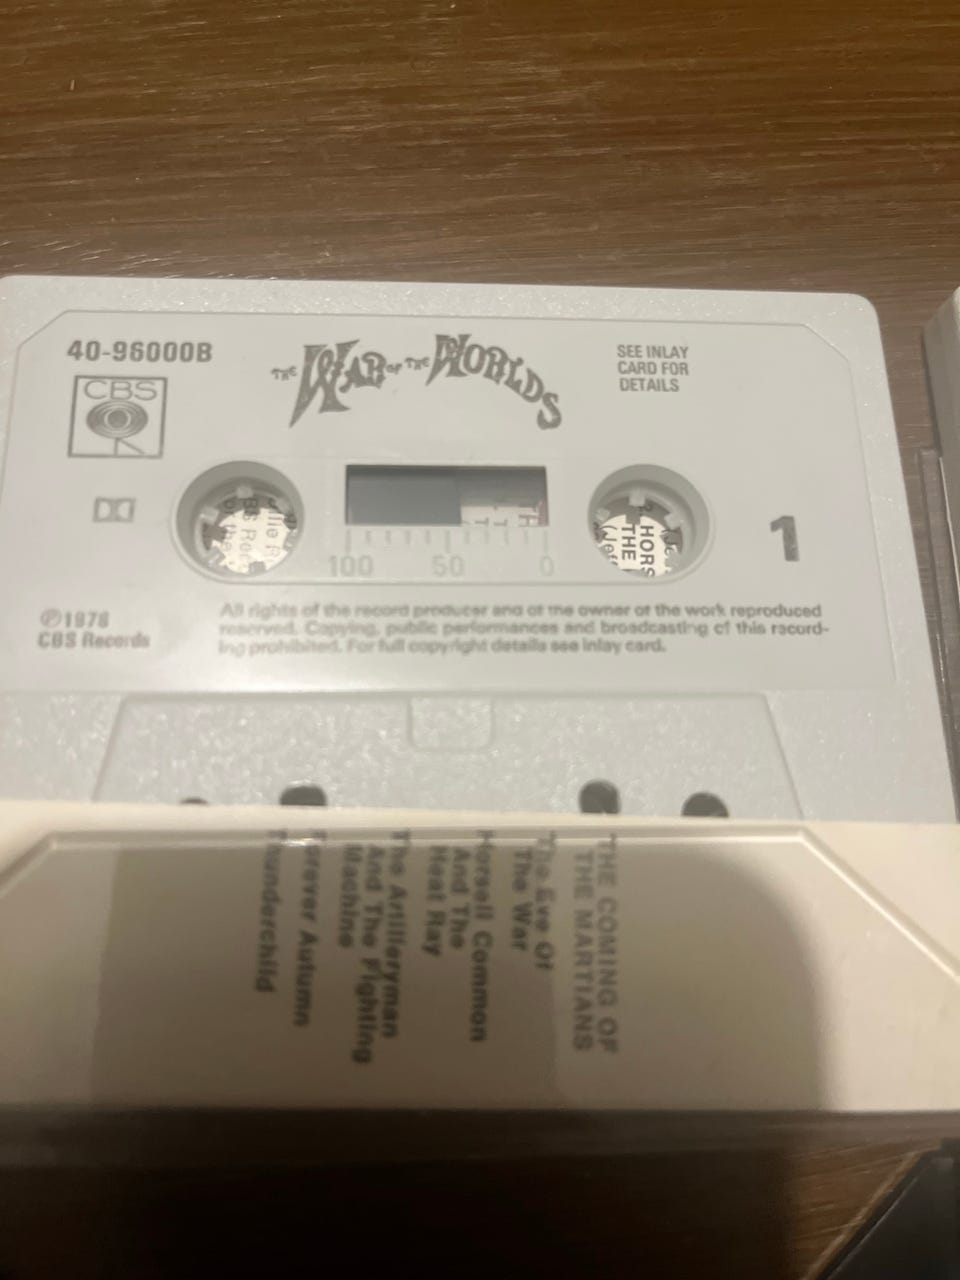 40-96000B
CBS
THE WAR OF THE WORLDS
SEE INLAY
CARD FOR
DETAILS
HORS
THE
100 50 0
1
℗1978
CBS Records
All rights of the record producer and of the owner of the work reproduced
reserved. Copying, public performances and broadcasting of this record-
ing prohibited. For full copyright details see inlay card.
THE COMING OF
THE MARTIANS
The Eve Of
The War
Horsell Common
And The
Heat Ray
The Artilleryman
And The Fighting
Machine
Forever Autumn
Thunderchild